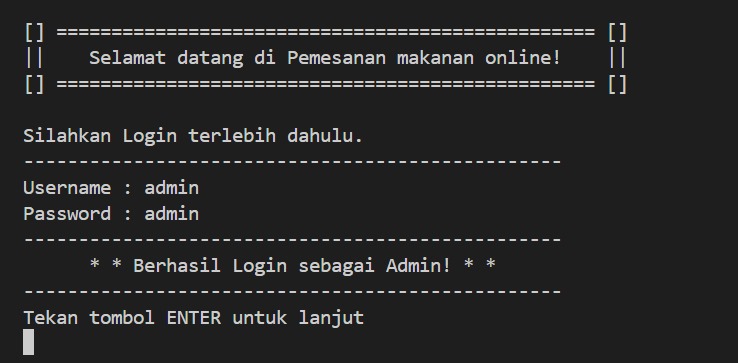 [] ================================================= []
||    Selamat datang di Pemesanan makanan online!    ||
[] ================================================= []
Silahkan Login terlebih dahulu.
-------------------------------------------------
Username : admin
Password : admin
-------------------------------------------------
      * * Berhasil Login sebagai Admin! * *
-------------------------------------------------
Tekan tombol ENTER untuk lanjut